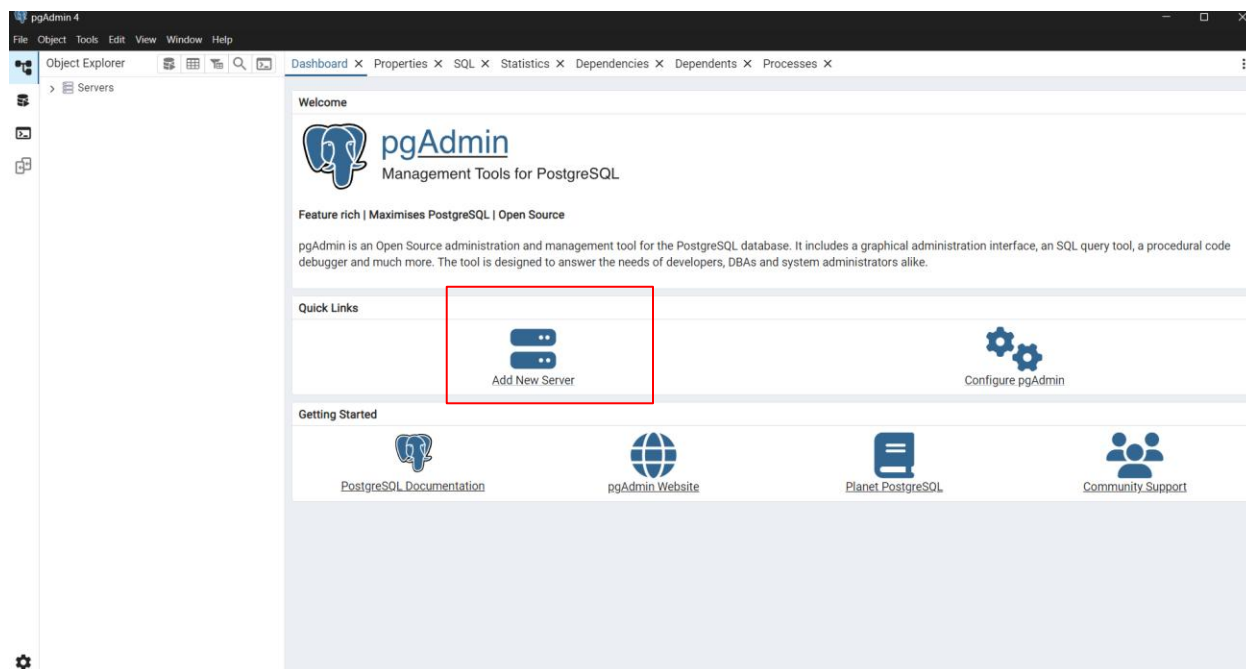 pgAdmin 4
File Object Tools Edit View Window Help
Object Explorer
Dashboard Properties SQL Statistics Dependencies Dependents Processes
Servers
Welcome
pgAdmin
Management Tools for PostgreSQL
Feature rich | Maximises PostgreSQL | Open Source
pgAdmin is an Open Source administration and management tool for the PostgreSQL database. It includes a graphical administration interface, an SQL query tool, a procedural code
debugger and much more. The tool is designed to answer the needs of developers, DBAs and system administrators alike.
Quick Links
Add New Server
Configure pgAdmin
Getting Started
PostgreSQL Documentation
pgAdmin Website
Planet PostgreSQL
Community Support